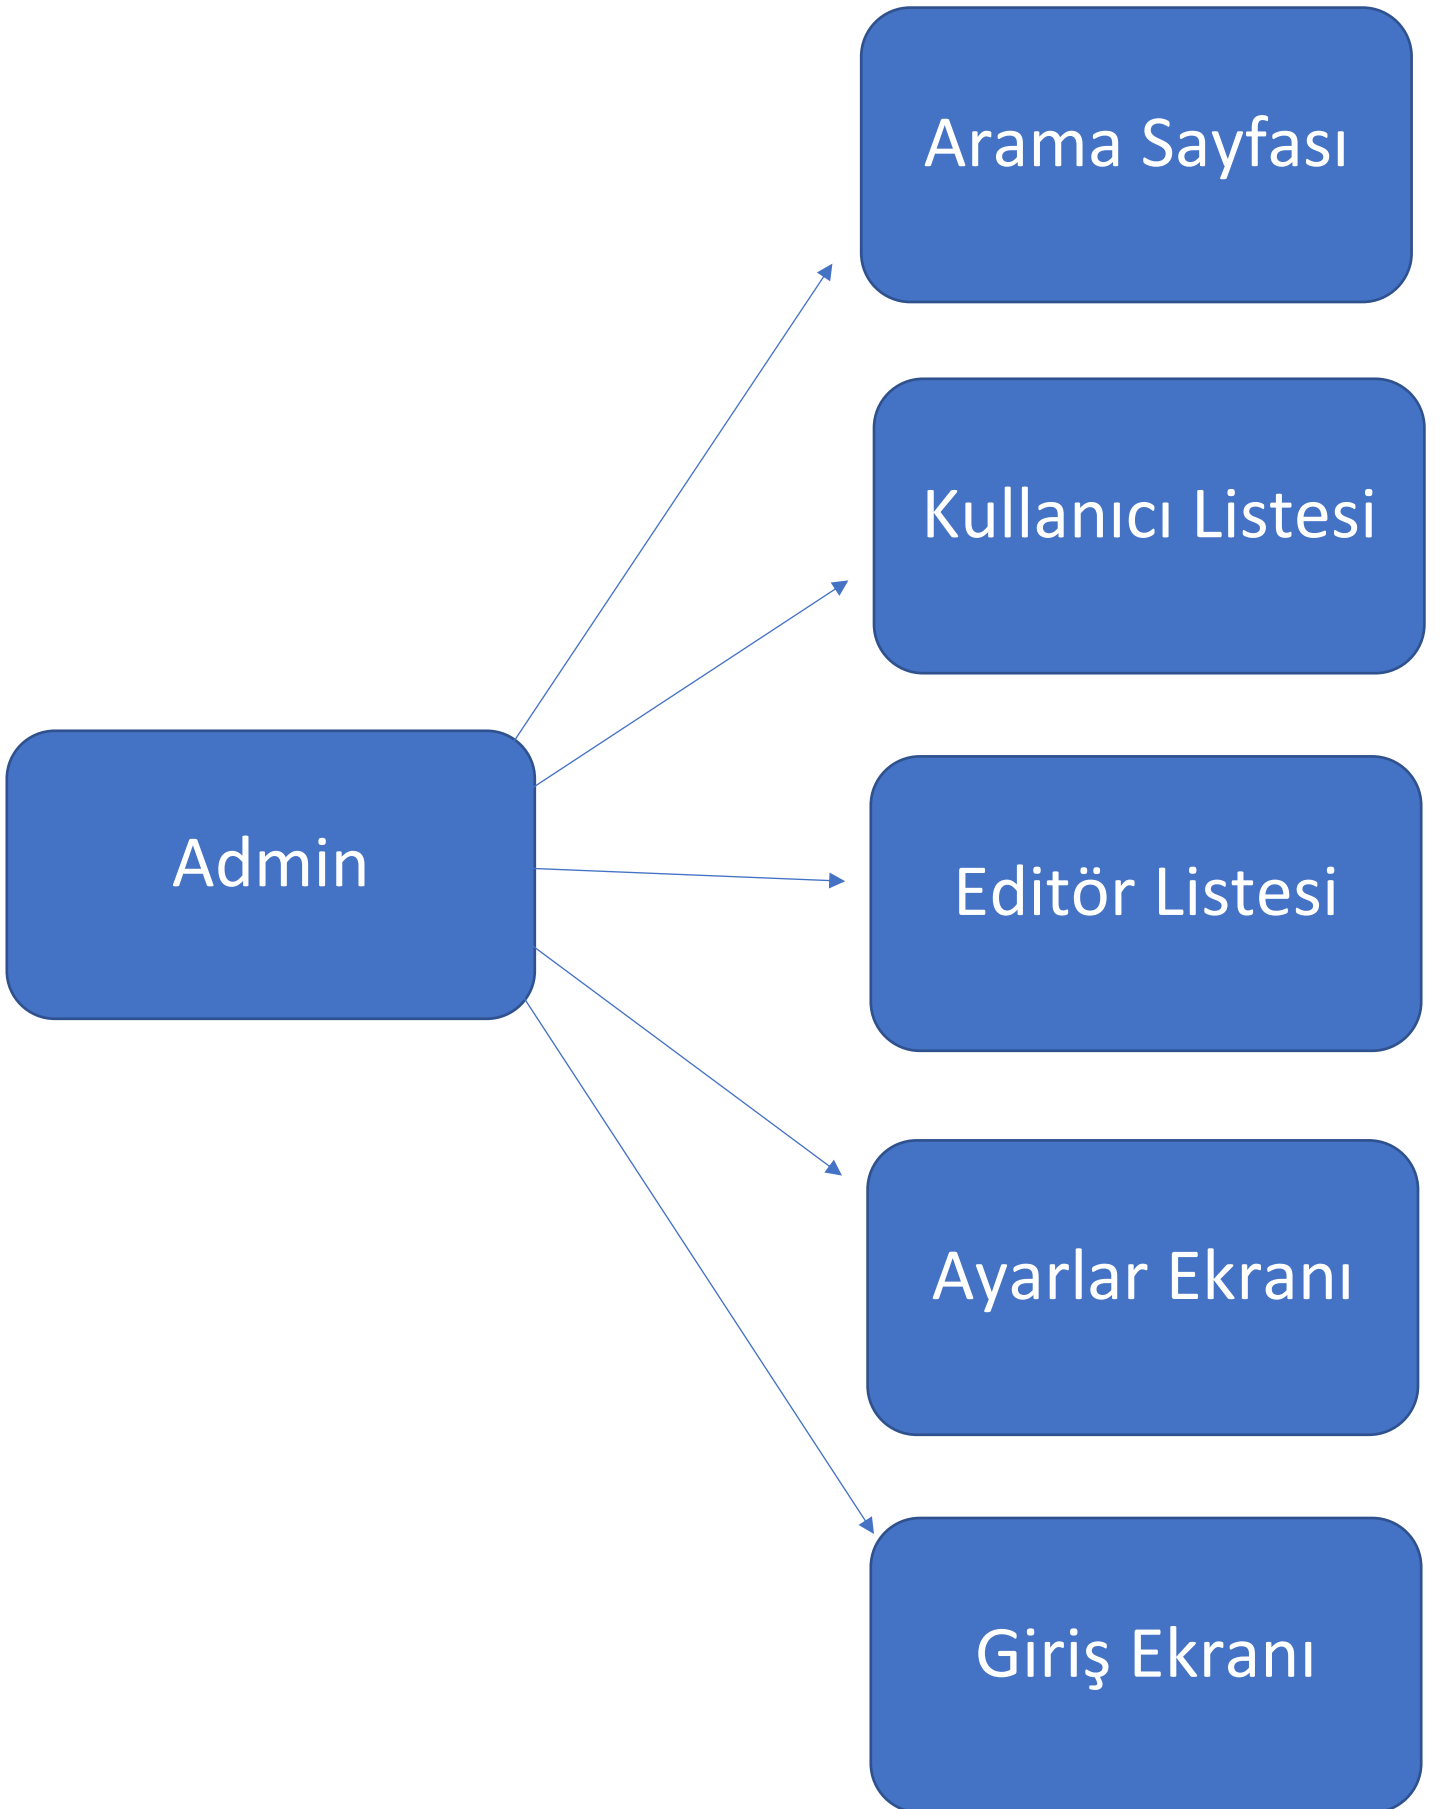 Arama Sayfası
Kullanıcı Listesi
Admin
Editör Listesi
Ayarlar Ekranı
Giriş Ekranı